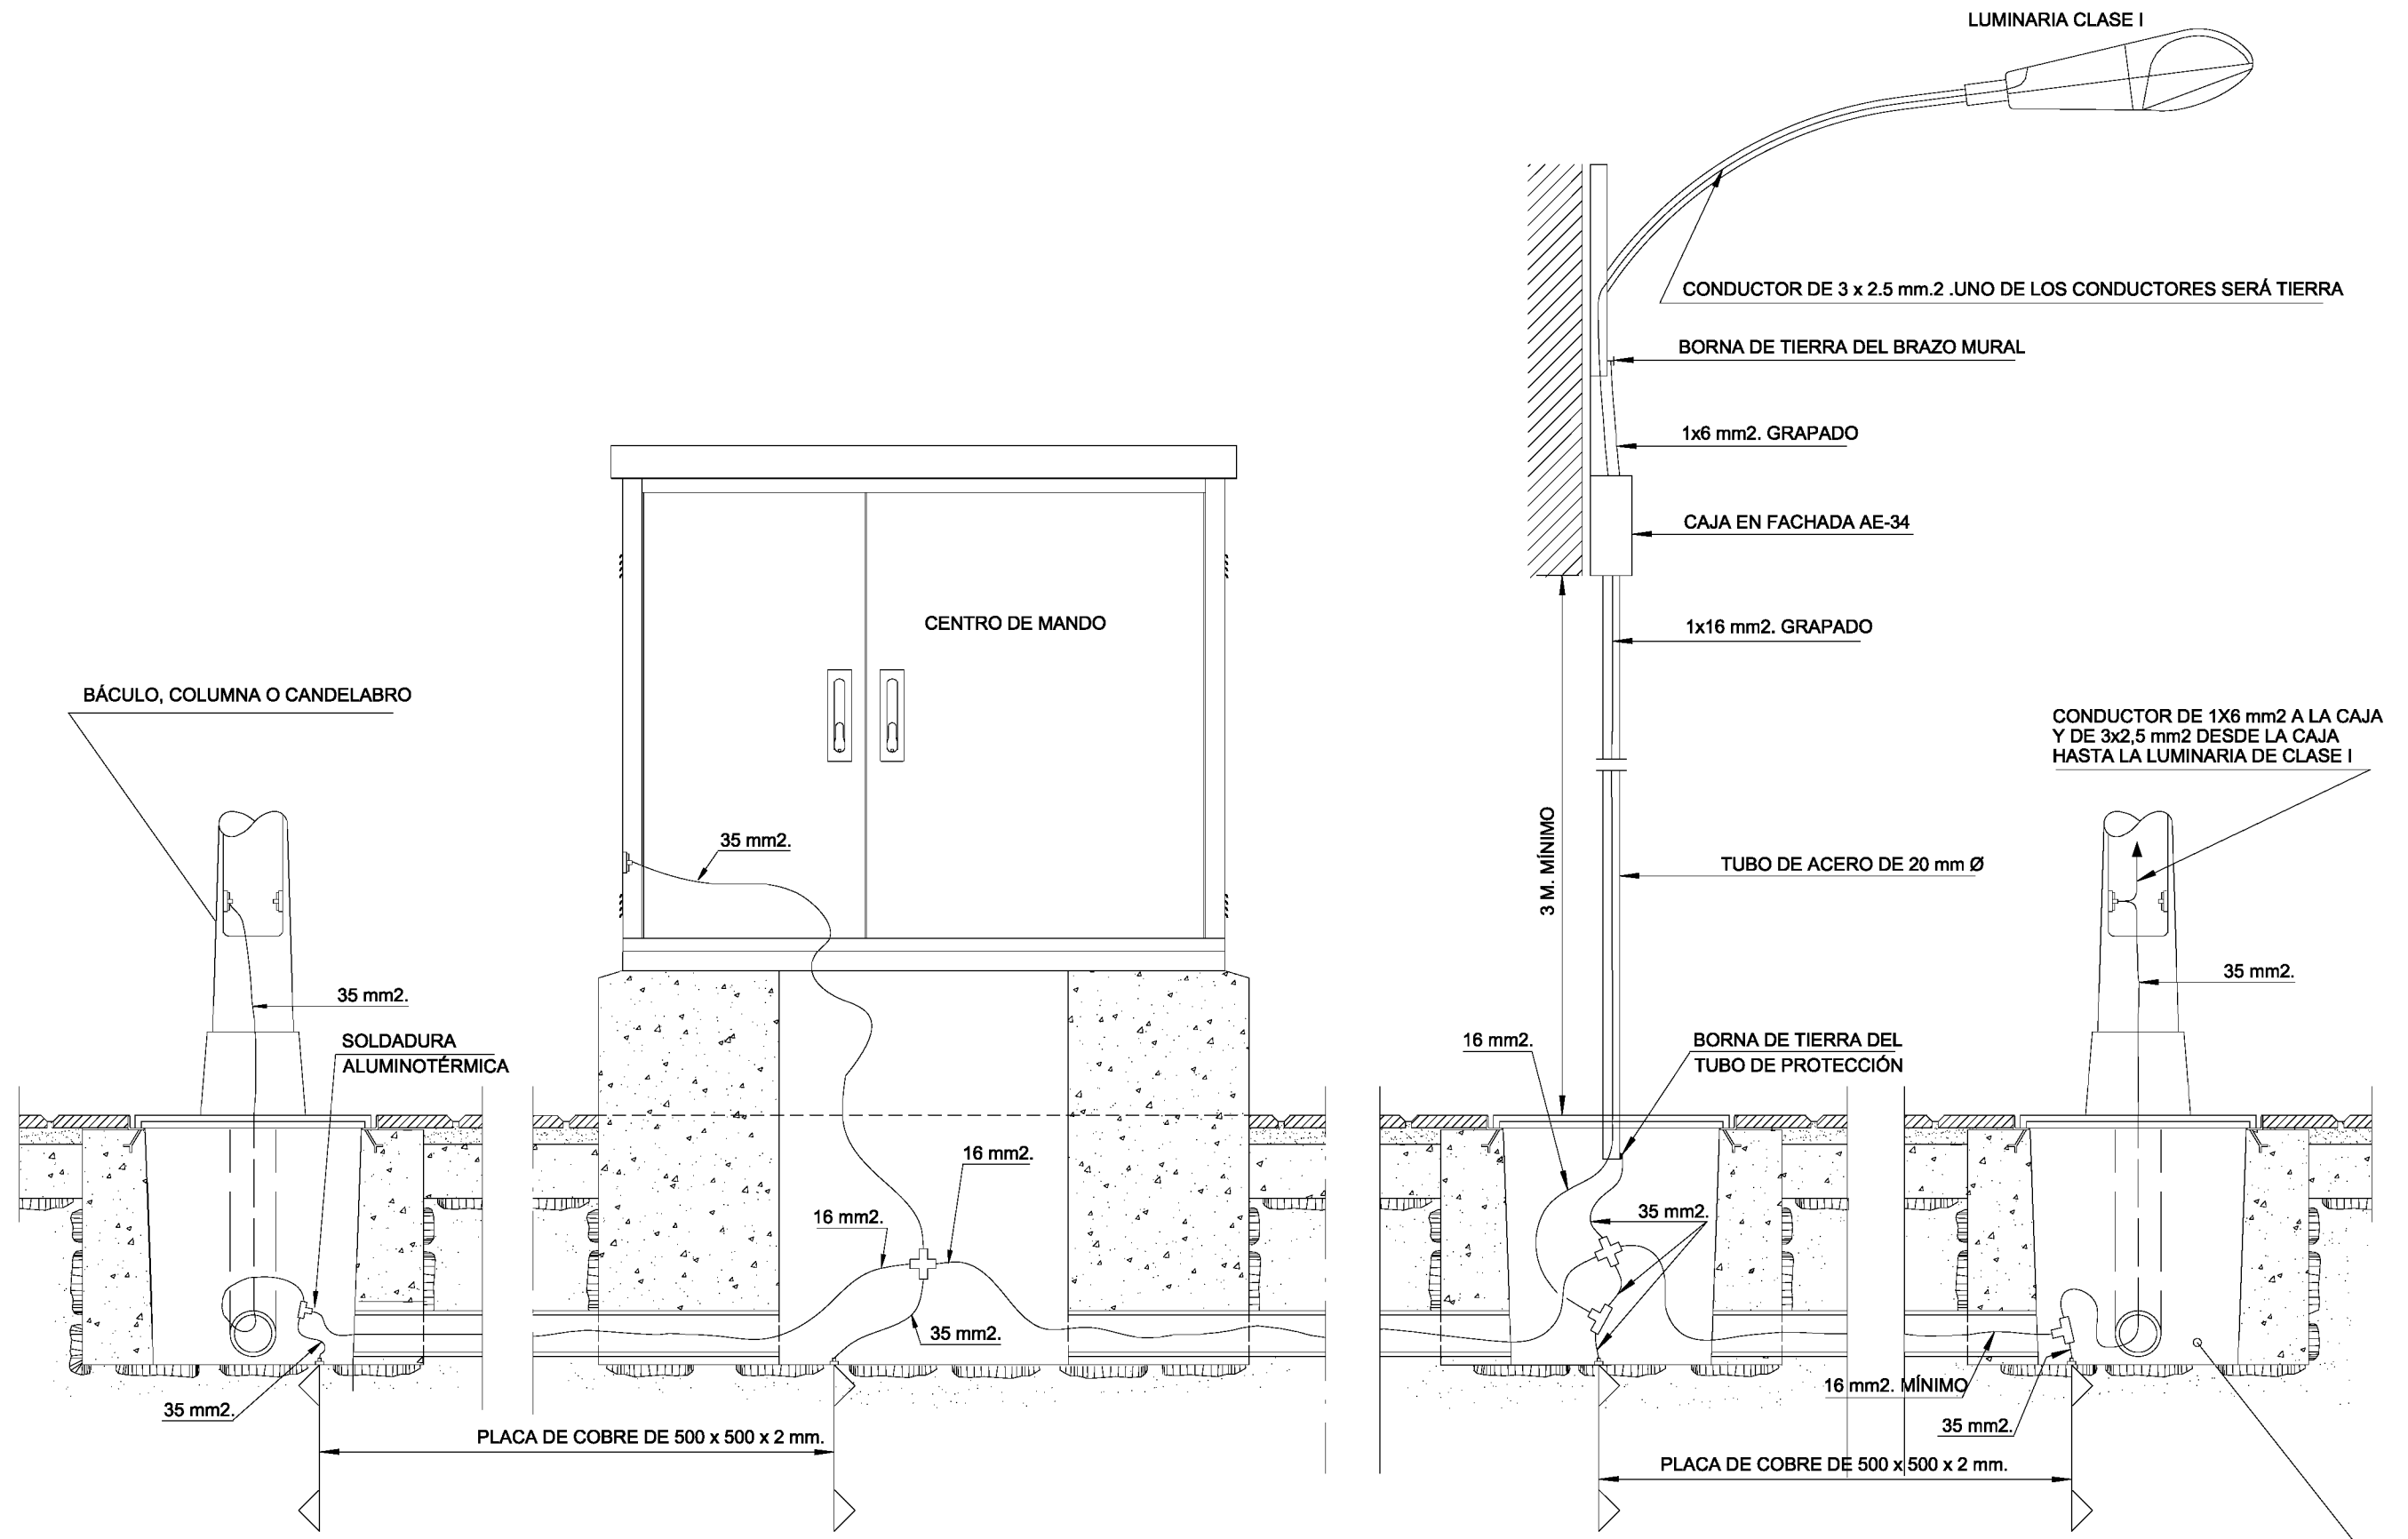 LUMINARIA CLASE I
CONDUCTOR DE 3 x 2.5 mm.2 .UNO DE LOS CONDUCTORES SERÁ TIERRA
BORNA DE TIERRA DEL BRAZO MURAL
1x6 mm2. GRAPADO
CAJA EN FACHADA AE-34
CENTRO DE MANDO
1x16 mm2. GRAPADO
BÁCULO, COLUMNA O CANDELABRO
CONDUCTOR DE 1X6 mm2 A LA CAJA
Y DE 3x2,5 mm2 DESDE LA CAJA
HASTA LA LUMINARIA DE CLASE I
35 mm2.
3 M. MÍNIMO
TUBO DE ACERO DE 20 mm Ø
35 mm2.
35 mm2.
SOLDADURA
ALUMINOTÉRMICA
16 mm2.
BORNA DE TIERRA DEL
TUBO DE PROTECCIÓN
16 mm2.
16 mm2.
35 mm2.
35 mm2.
16 mm2. MÍNIMO
35 mm2.
35 mm2.
PLACA DE COBRE DE 500 x 500 x 2 mm.
PLACA DE COBRE DE 500 x 500 x 2 mm.